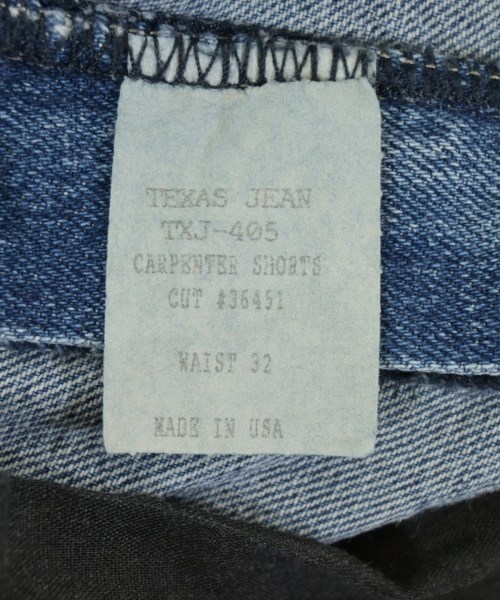 TEXAS JEAN
TXJ-405
CARPENTER SHORTS
CUT #36451
WAIST 32
MADE IN USA